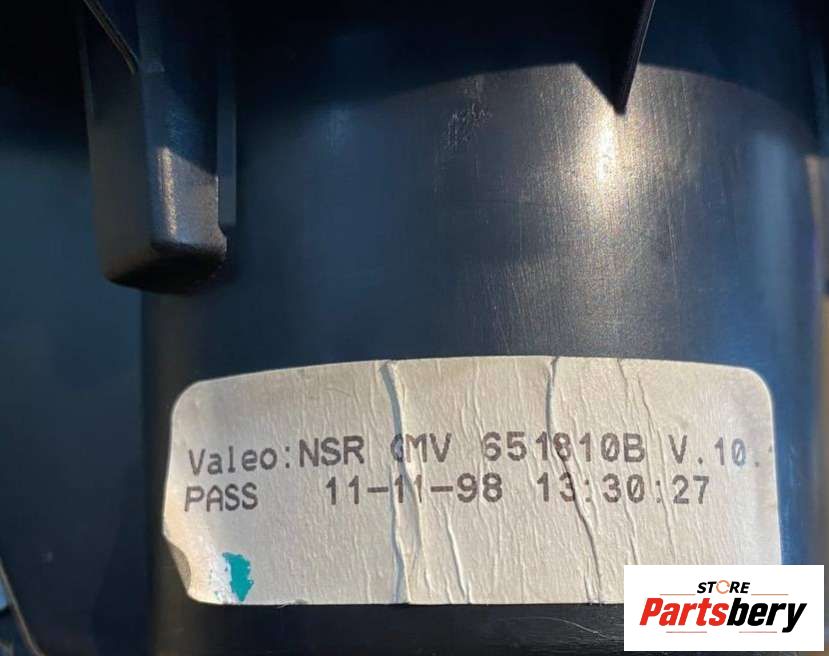 Valeo:NSR GMV 651810B V.10.
PASS 11-11-98 13:30:27
STORE
Partsbery